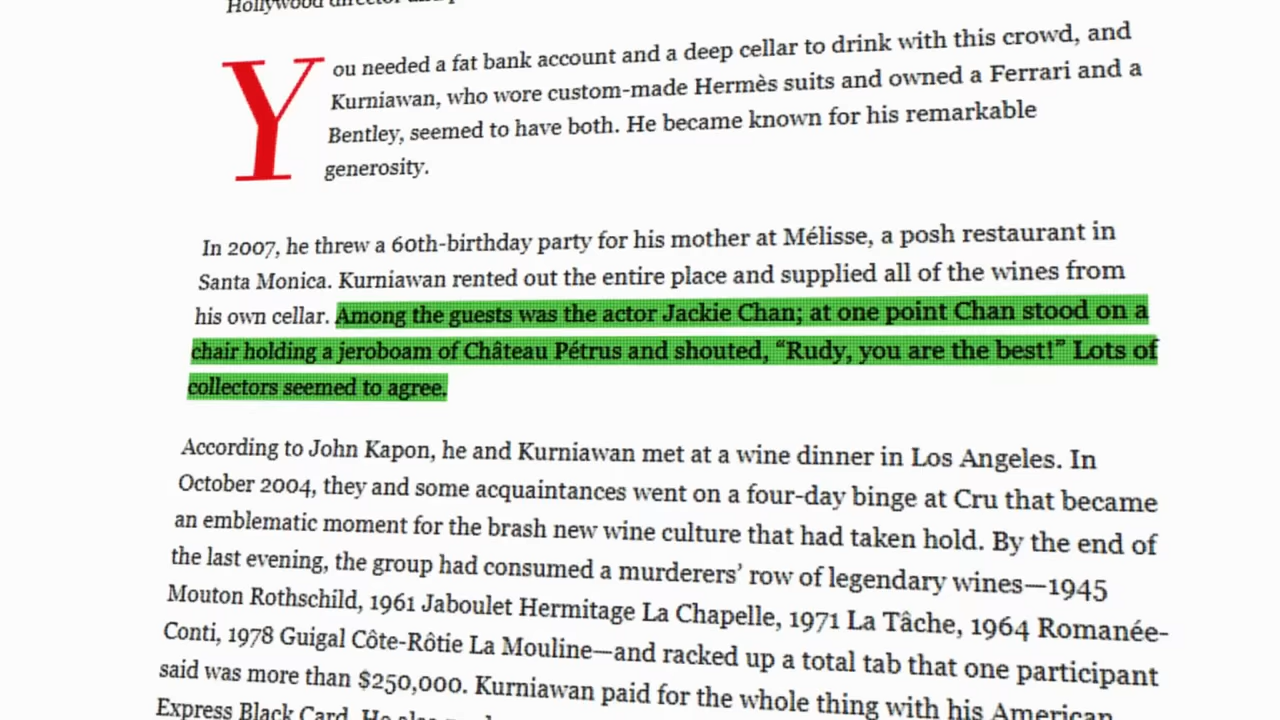 Hollywood director and
You needed a fat bank account and a deep cellar to drink with this crowd, and
Kurniawan, who wore custom-made Hermès suits and owned a Ferrari and a
Bentley, seemed to have both. He became known for his remarkable
generosity.
In 2007, he threw a 60th-birthday party for his mother at Mélisse, a posh restaurant in
Santa Monica. Kurniawan rented out the entire place and supplied all of the wines from
his own cellar. Among the guests was the actor Jackie Chan; at one point Chan stood on a
chair holding a jeroboam of Château Pétrus and shouted, “Rudy, you are the best!” Lots of
collectors seemed to agree.
According to John Kapon, he and Kurniawan met at a wine dinner in Los Angeles. In
October 2004, they and some acquaintances went on a four-day binge at Cru that became
an emblematic moment for the brash new wine culture that had taken hold. By the end of
the last evening, the group had consumed a murderers’ row of legendary wines—1945
Mouton Rothschild, 1961 Jaboulet Hermitage La Chapelle, 1971 La Tâche, 1964 Romanée-
Conti, 1978 Guigal Côte-Rôtie La Mouline—and racked up a total tab that one participant
said was more than $250,000. Kurniawan paid for the whole thing with his American
Express Black Card. He also